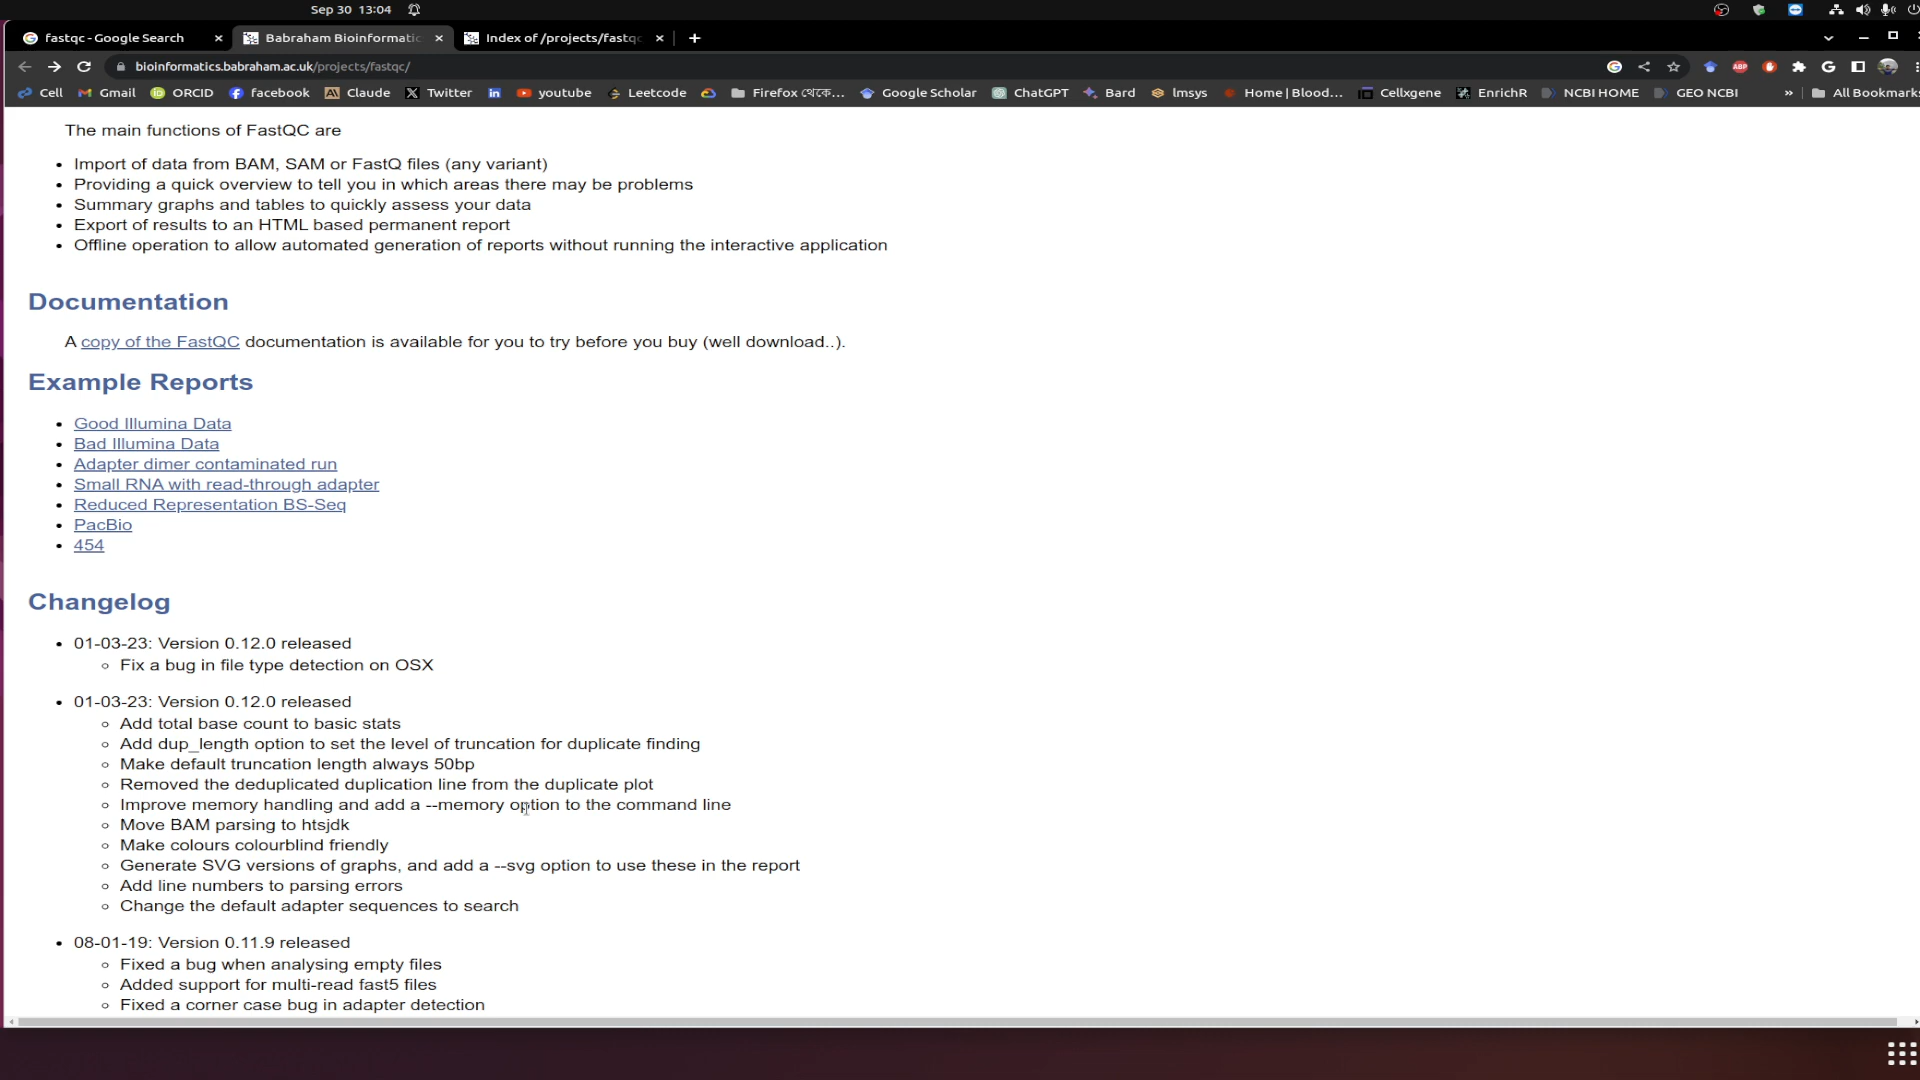 Sep 30 13:04
fastqc - Google Search
Babraham Bioinformatic
Index of /projects/fastqc
bioinformatics.babraham.ac.uk/projects/fastqc/
Cell Gmail ORCID facebook Claude Twitter youtube Leetcode Firefox থেকে... Google Scholar ChatGPT Bard lmsys Home | Blood... Cellxgene EnrichR NCBI HOME GEO NCBI » All Bookmarks
The main functions of FastQC are
• Import of data from BAM, SAM or FastQ files (any variant)
• Providing a quick overview to tell you in which areas there may be problems
• Summary graphs and tables to quickly assess your data
• Export of results to an HTML based permanent report
• Offline operation to allow automated generation of reports without running the interactive application
Documentation
A copy of the FastQC documentation is available for you to try before you buy (well download..).
Example Reports
• Good Illumina Data
• Bad Illumina Data
• Adapter dimer contaminated run
• Small RNA with read-through adapter
• Reduced Representation BS-Seq
• PacBio
• 454
Changelog
• 01-03-23: Version 0.12.0 released
◦ Fix a bug in file type detection on OSX
• 01-03-23: Version 0.12.0 released
◦ Add total base count to basic stats
◦ Add dup_length option to set the level of truncation for duplicate finding
◦ Make default truncation length always 50bp
◦ Removed the deduplicated duplication line from the duplicate plot
◦ Improve memory handling and add a --memory option to the command line
◦ Move BAM parsing to htsjdk
◦ Make colours colourblind friendly
◦ Generate SVG versions of graphs, and add a --svg option to use these in the report
◦ Add line numbers to parsing errors
◦ Change the default adapter sequences to search
• 08-01-19: Version 0.11.9 released
◦ Fixed a bug when analysing empty files
◦ Added support for multi-read fast5 files
◦ Fixed a corner case bug in adapter detection